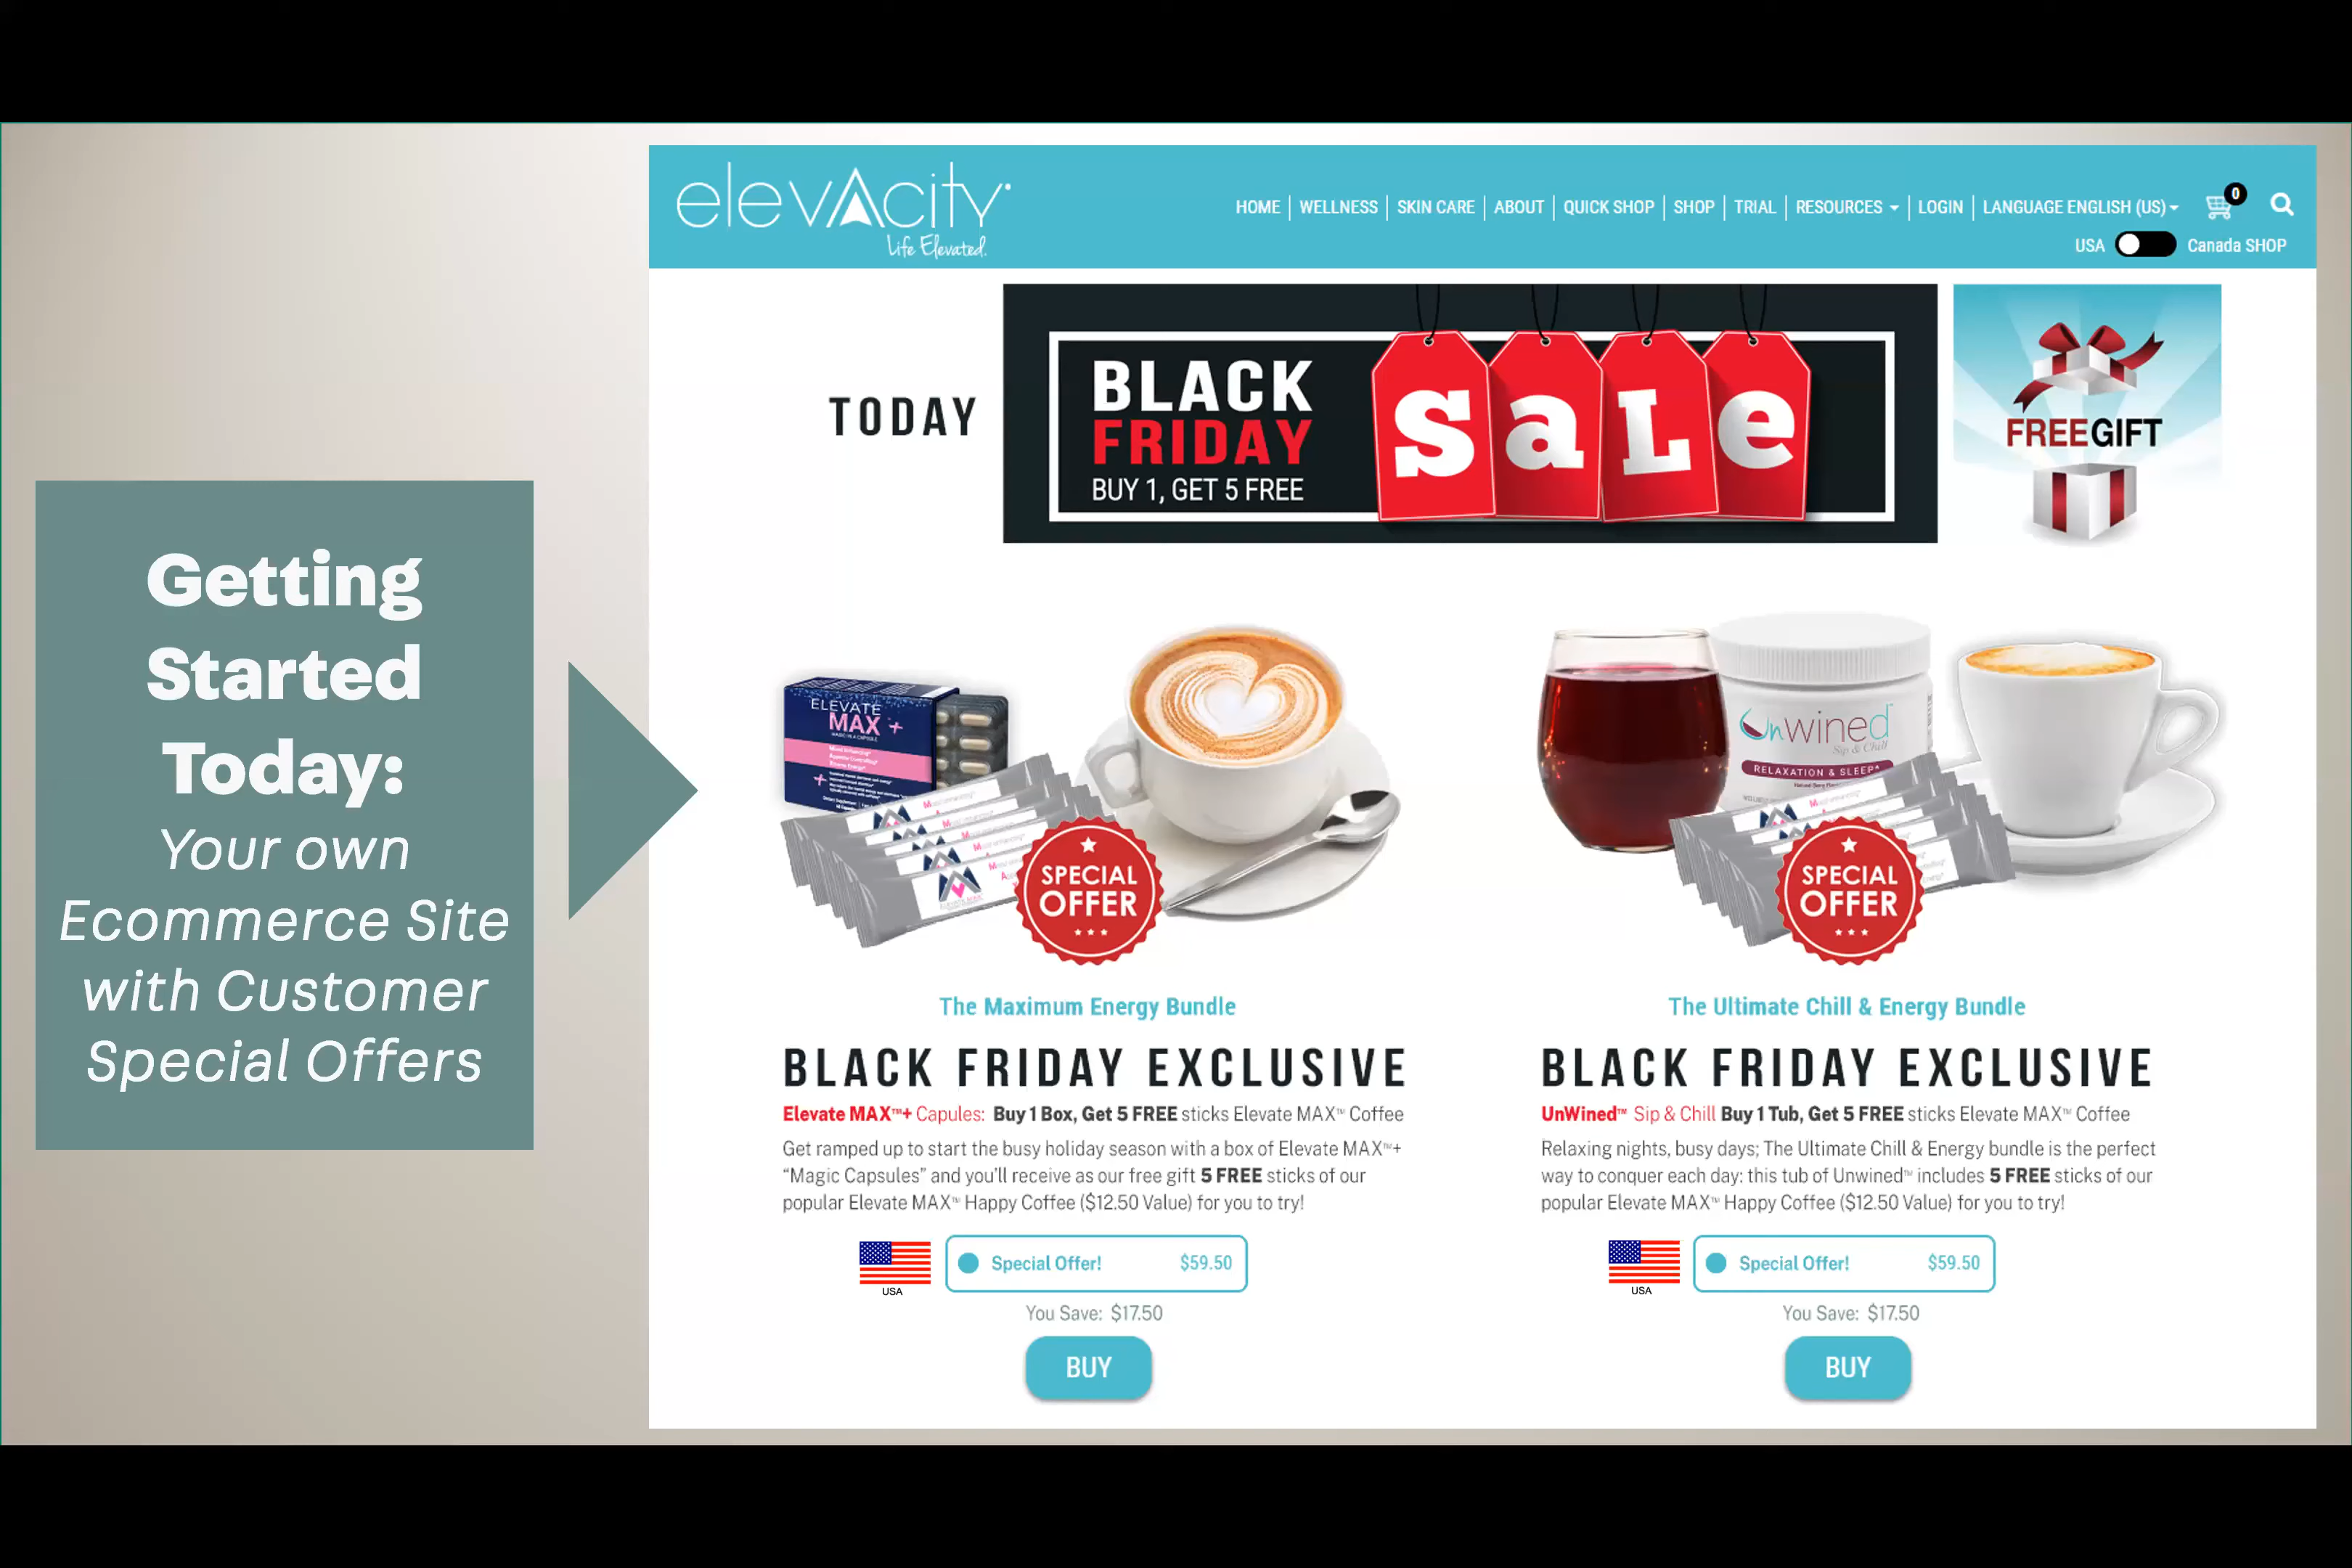 Getting
Started
Today:
Your own
Ecommerce Site
with Customer
Special Offers
elevAcity
Life Elevated.
HOME | WELLNESS | SKIN CARE | ABOUT | QUICK SHOP | SHOP | TRIAL | RESOURCES | LOGIN | LANGUAGE ENGLISH (US)
0
USA Canada SHOP
TODAY
BLACK
FRIDAY
BUY 1, GET 5 FREE
SaLe
FREEGIFT
ELEVATE
MAX +
MAGIC IN A CAPSULE
Mood Enhancing*
Appetite Controlling*
Extreme Energy*
SPECIAL
OFFER
Unwined
Sip & Chill
RELAXATION & SLEEP*
SPECIAL
OFFER
The Maximum Energy Bundle
BLACK FRIDAY EXCLUSIVE
Elevate MAX™+ Capules: Buy 1 Box, Get 5 FREE sticks Elevate MAX™ Coffee
Get ramped up to start the busy holiday season with a box of Elevate MAX™+
“Magic Capsules” and you’ll receive as our free gift 5 FREE sticks of our
popular Elevate MAX™ Happy Coffee ($12.50 Value) for you to try!
USA
Special Offer! $59.50
You Save: $17.50
BUY
The Ultimate Chill & Energy Bundle
BLACK FRIDAY EXCLUSIVE
UnWined™ Sip & Chill Buy 1 Tub, Get 5 FREE sticks Elevate MAX™ Coffee
Relaxing nights, busy days; The Ultimate Chill & Energy bundle is the perfect
way to conquer each day: this tub of Unwined™ includes 5 FREE sticks of our
popular Elevate MAX™ Happy Coffee ($12.50 Value) for you to try!
USA
Special Offer! $59.50
You Save: $17.50
BUY